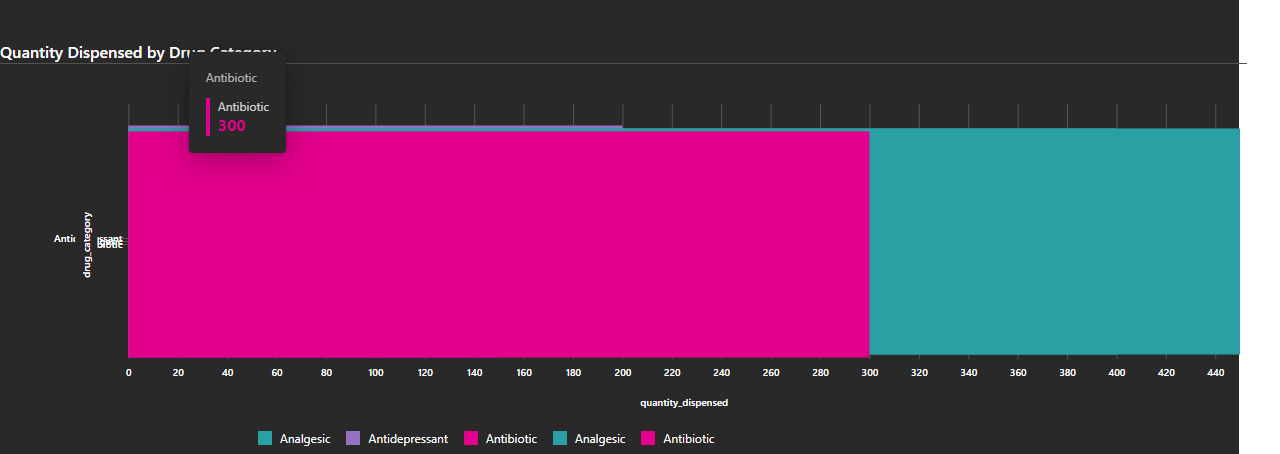 Quantity Dispensed by Drug Category
Antibiotic
Antibiotic
300
drug_category
0 20 40 60 80 100 120 140 160 180 200 220 240 260 280 300 320 340 360 380 400 420 440
quantity_dispensed
Analgesic Antidepressant Antibiotic Analgesic Antibiotic